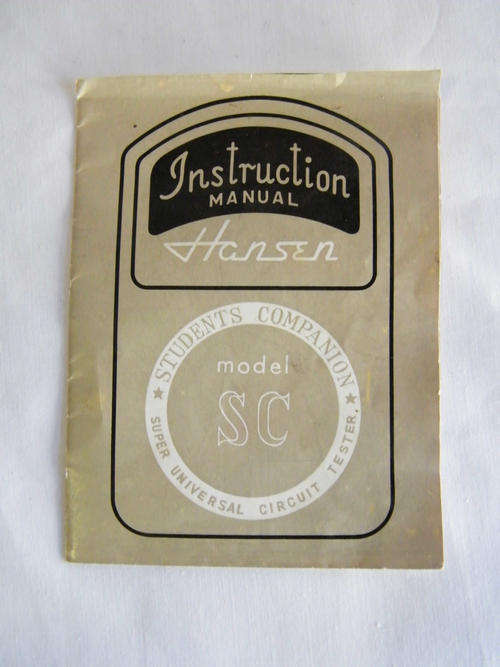 Instruction
MANUAL
Hansen
STUDENTS COMPANION
model
SC
SUPER UNIVERSAL CIRCUIT TESTER.